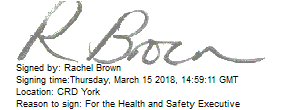 R Brown
Signed by: Rachel Brown
Signing time:Thursday, March 15 2018, 14:59:11 GMT
Location: CRD York
Reason to sign: For the Health and Safety Executive